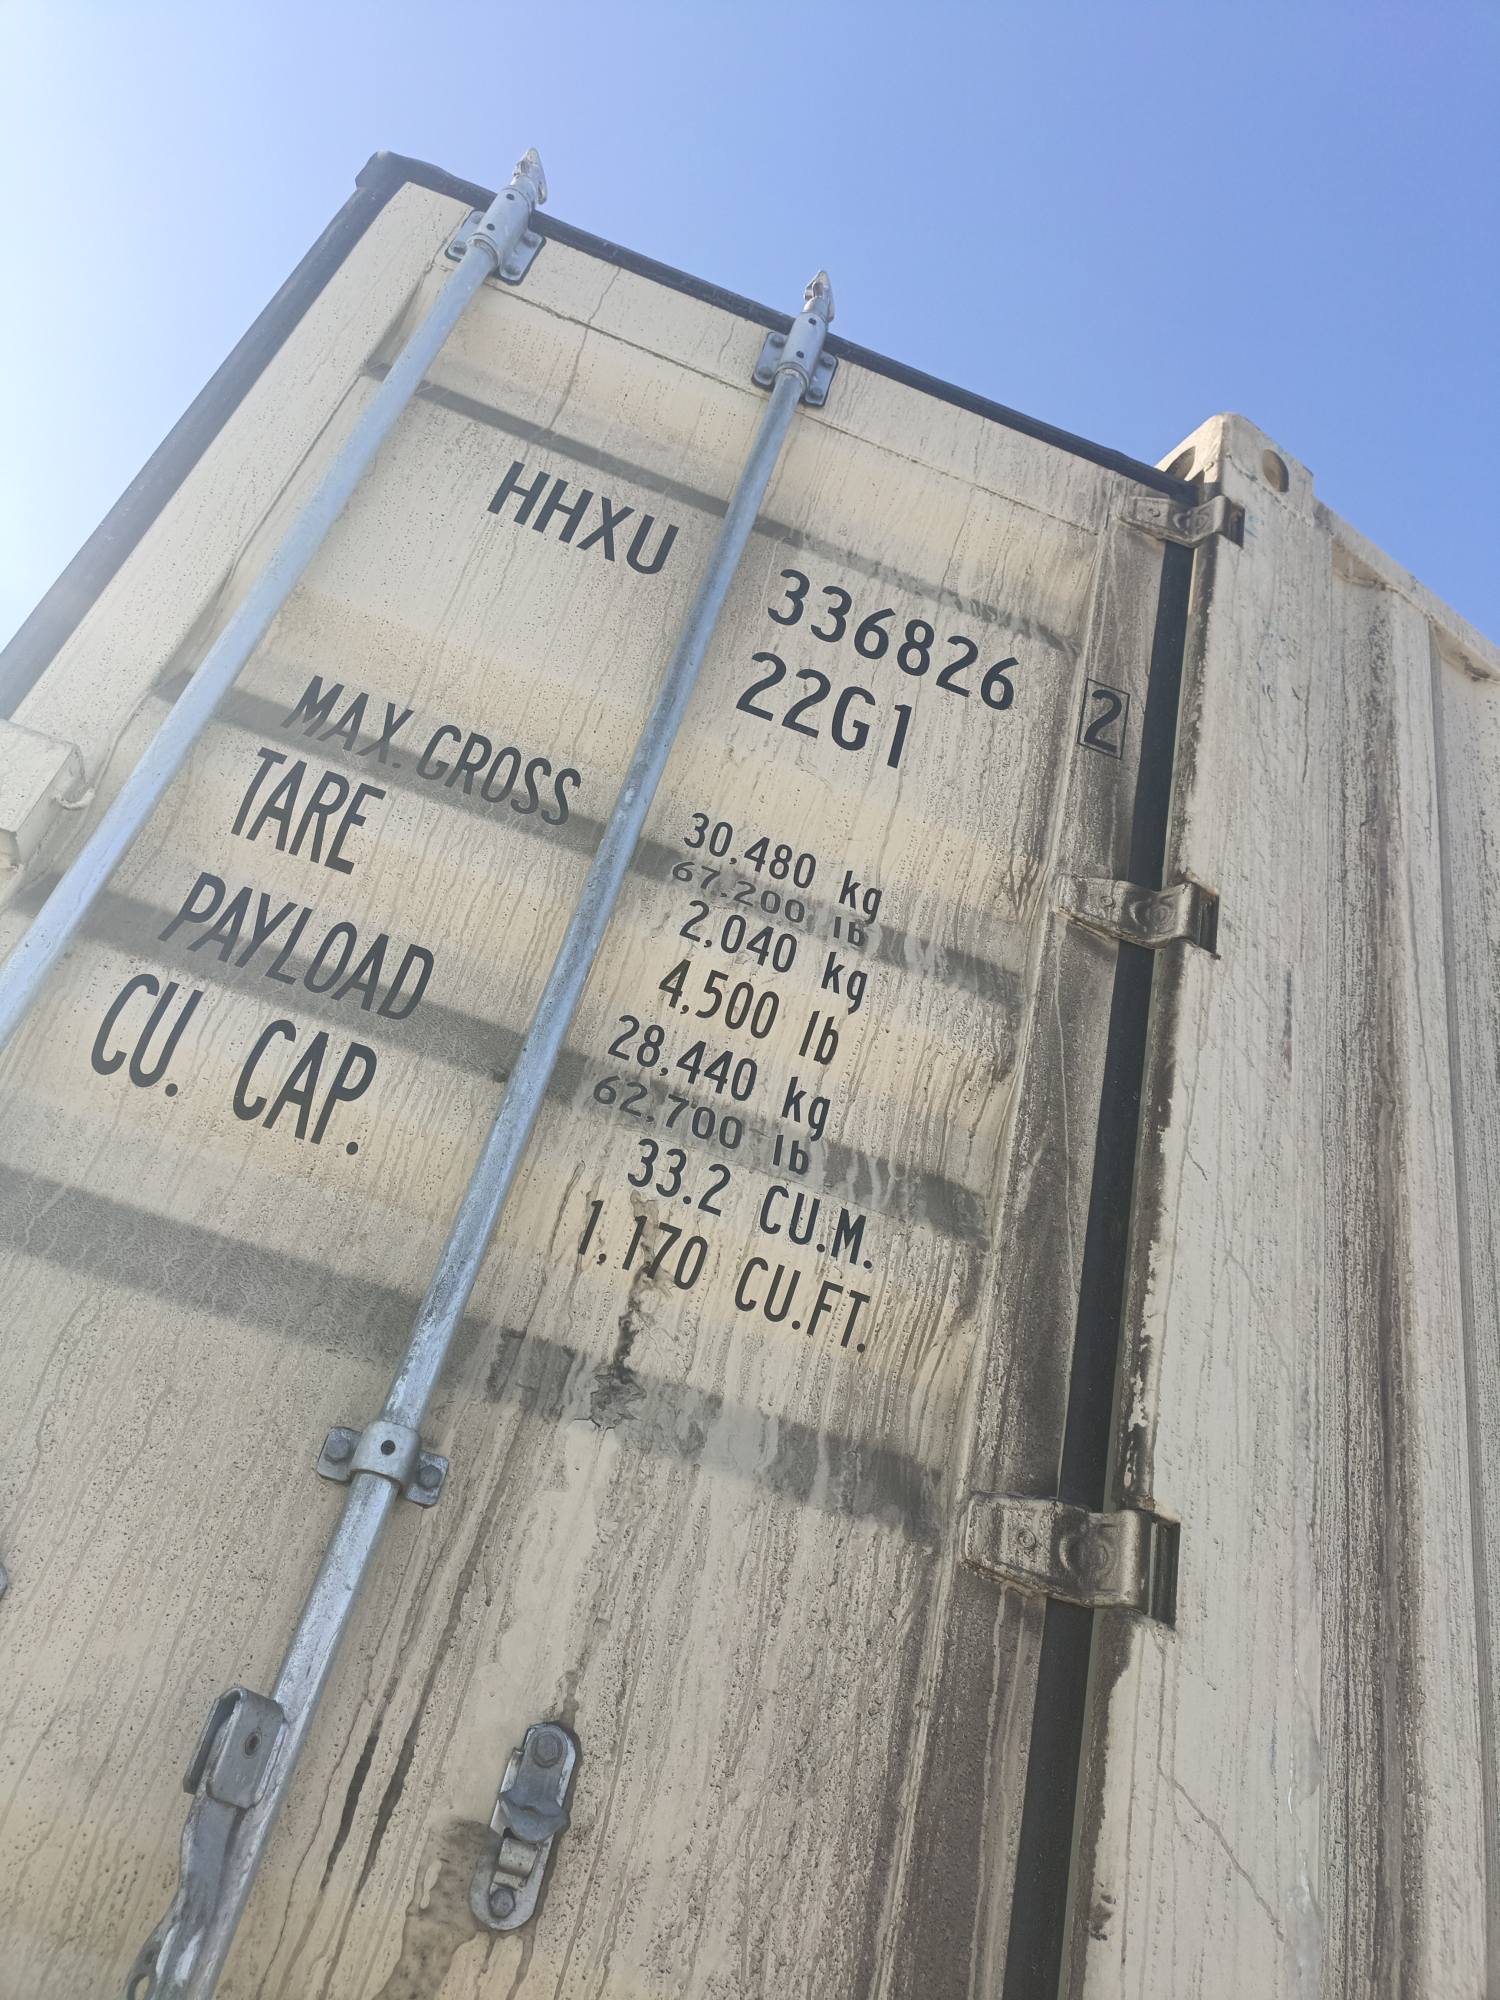 HHXU 336826 2
22G1
MAX. GROSS 30,480 kg
67,200 lb
TARE 2,040 kg
4,500 lb
PAYLOAD 28,440 kg
62,700 lb
CU. CAP. 33.2 CU.M.
1,170 CU.FT.